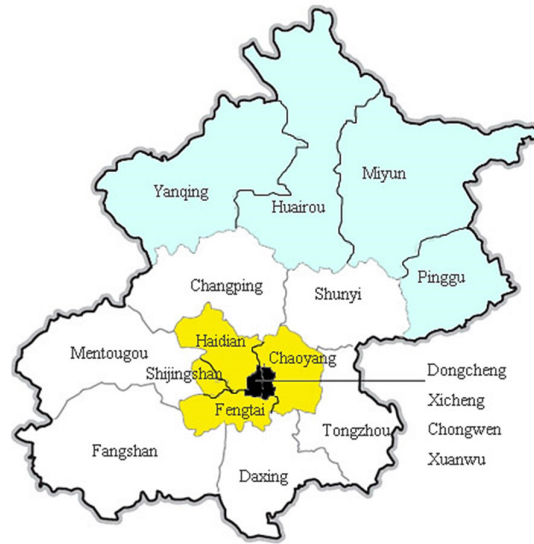 Yanqing
Miyun
Huairou
Pinggu
Changping
Shunyi
Haidian
Mentougou
Chaoyang
Shijingshan
Dongcheng
Xicheng
Fengtai
Chongwen
Tongzhou
Fangshan
Xuanwu
Daxing